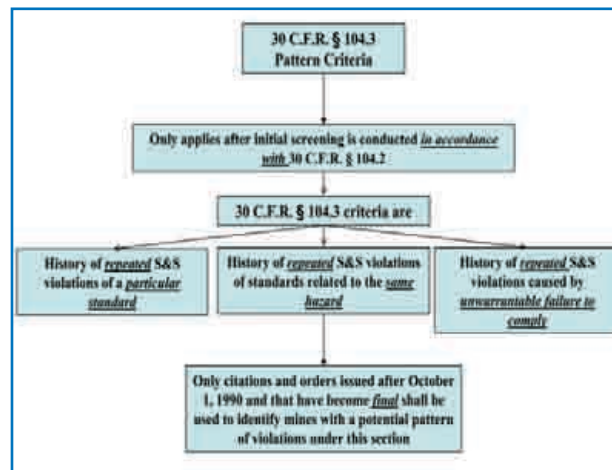 30 C.F.R. § 104.3
Pattern Criteria
Only applies after initial screening is conducted in accordance
with 30 C.F.R. § 104.2
30 C.F.R. § 104.3 criteria are
History of repeated S&S
violations of a particular
standard
History of repeated S&S violations
of standards related to the same
hazard
History of repeated S&S
violations caused by
unwarrantable failure to
comply
Only citations and orders issued after October
1, 1990 and that have become final shall be
used to identify mines with a potential pattern
of violations under this section